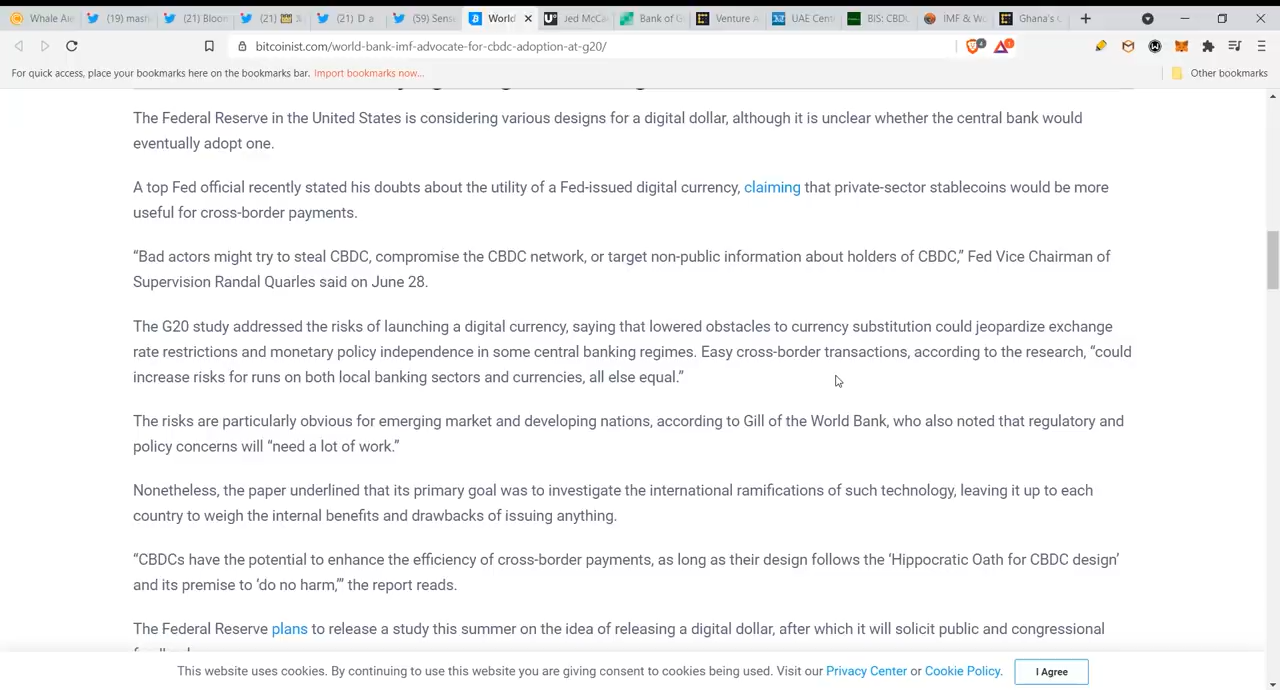 Whale Al
(19) mash
(21) Bloon
(21)
(21) D a
(59) Sense
World
Jed McCa
Bank of G
Venture A
UAE Cent
BIS: CBDC
IMF & Wo
Ghana's C
bitcoinist.com/world-bank-imf-advocate-for-cbdc-adoption-at-g20/
For quick access, place your bookmarks here on the bookmarks bar. Import bookmarks now...
Other bookmarks
The Federal Reserve in the United States is considering various designs for a digital dollar, although it is unclear whether the central bank would
eventually adopt one.
A top Fed official recently stated his doubts about the utility of a Fed-issued digital currency, claiming that private-sector stablecoins would be more
useful for cross-border payments.
“Bad actors might try to steal CBDC, compromise the CBDC network, or target non-public information about holders of CBDC,” Fed Vice Chairman of
Supervision Randal Quarles said on June 28.
The G20 study addressed the risks of launching a digital currency, saying that lowered obstacles to currency substitution could jeopardize exchange
rate restrictions and monetary policy independence in some central banking regimes. Easy cross-border transactions, according to the research, “could
increase risks for runs on both local banking sectors and currencies, all else equal.”
The risks are particularly obvious for emerging market and developing nations, according to Gill of the World Bank, who also noted that regulatory and
policy concerns will “need a lot of work.”
Nonetheless, the paper underlined that its primary goal was to investigate the international ramifications of such technology, leaving it up to each
country to weigh the internal benefits and drawbacks of issuing anything.
“CBDCs have the potential to enhance the efficiency of cross-border payments, as long as their design follows the ‘Hippocratic Oath for CBDC design’
and its premise to ‘do no harm,’” the report reads.
The Federal Reserve plans to release a study this summer on the idea of releasing a digital dollar, after which it will solicit public and congressional
This website uses cookies. By continuing to use this website you are giving consent to cookies being used. Visit our Privacy Center or Cookie Policy.
I Agree